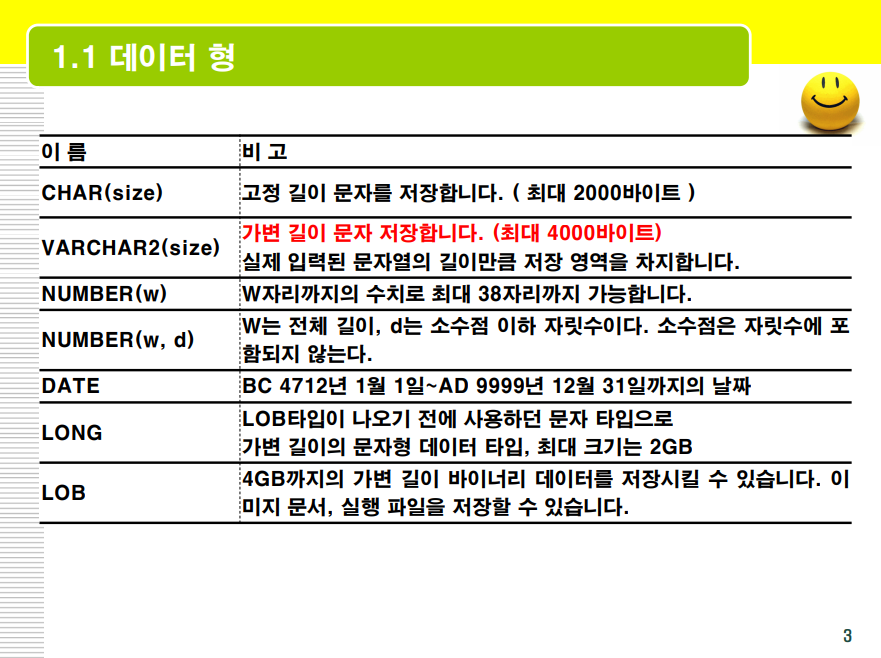 1.1 데이터 형
이 름
비 고
CHAR(size)
고정 길이 문자를 저장합니다. ( 최대 2000바이트 )
VARCHAR2(size)
가변 길이 문자 저장합니다. (최대 4000바이트)
실제 입력된 문자열의 길이만큼 저장 영역을 차지합니다.
NUMBER(w)
W자리까지의 수치로 최대 38자리까지 가능합니다.
NUMBER(w, d)
W는 전체 길이, d는 소수점 이하 자릿수이다. 소수점은 자릿수에 포
함되지 않는다.
DATE
BC 4712년 1월 1일~AD 9999년 12월 31일까지의 날짜
LONG
LOB타입이 나오기 전에 사용하던 문자 타입으로
가변 길이의 문자형 데이터 타입, 최대 크기는 2GB
LOB
4GB까지의 가변 길이 바이너리 데이터를 저장시킬 수 있습니다. 이
미지 문서, 실행 파일을 저장할 수 있습니다.
3